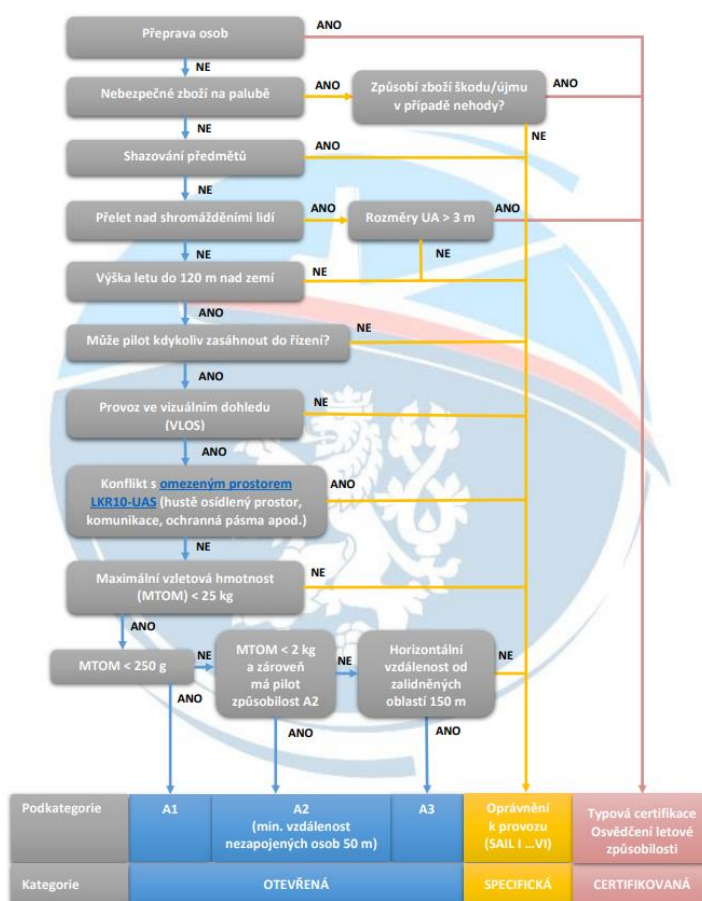 Přeprava osob
ANO
NE
Nebezpečné zboží na palubě
ANO
Způsobí zboží škodu/újmu
v případě nehody?
ANO
NE
NE
Shazování předmětů
ANO
NE
Přelet nad shromážděními lidí
ANO
Rozměry UA > 3 m
ANO
NE
NE
Výška letu do 120 m nad zemí
NE
ANO
Může pilot kdykoliv zasáhnout do řízení?
NE
ANO
Provoz ve vizuálním dohledu
(VLOS)
NE
ANO
Konflikt s omezeným prostorem
LKR10-UAS (hustě osídlený prostor,
komunikace, ochranná pásma apod.)
ANO
NE
Maximální vzletová hmotnost
(MTOM) < 25 kg
NE
ANO
MTOM < 250 g
NE
ANO
MTOM < 2 kg
a zároveň
má pilot
způsobilost A2
NE
ANO
Horizontální
vzdálenost od
zalidněných
oblastí 150 m
NE
ANO
Podkategorie
A1
A2
(min. vzdálenost
nezapojených osob 50 m)
A3
Oprávnění
k provozu
(SAIL I ...VI)
Typová certifikace
Osvědčení letové
způsobilosti
Kategorie
OTEVŘENÁ
SPECIFICKÁ
CERTIFIKOVANÁ